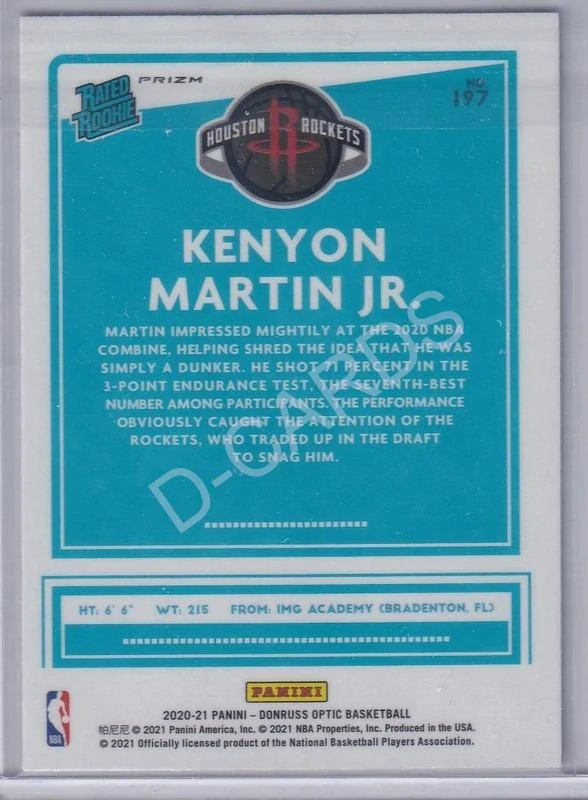 RATED
ROOKIE
PRIZM
HOUSTON R ROCKETS
NO.
197
KENYON
MARTIN JR.
MARTIN IMPRESSED MIGHTILY AT THE 2020 NBA
COMBINE, HELPING SHRED THE IDEA THAT HE WAS
SIMPLY A DUNKER. HE SHOT 71 PERCENT IN THE
3-POINT ENDURANCE TEST, THE SEVENTH-BEST
NUMBER AMONG PARTICIPANTS. THE PERFORMANCE
OBVIOUSLY CAUGHT THE ATTENTION OF THE
ROCKETS, WHO TRADED UP IN THE DRAFT
TO SNAG HIM.
D-CARDS
HT: 6' 6" WT: 215 FROM: IMG ACADEMY (BRADENTON, FL)
PANINI
NBA
2020-21 PANINI – DONRUSS OPTIC BASKETBALL
帕尼尼 © 2021 Panini America, Inc. © 2021 NBA Properties, Inc. Produced in the USA.
© 2021 Officially licensed product of the National Basketball Players Association.